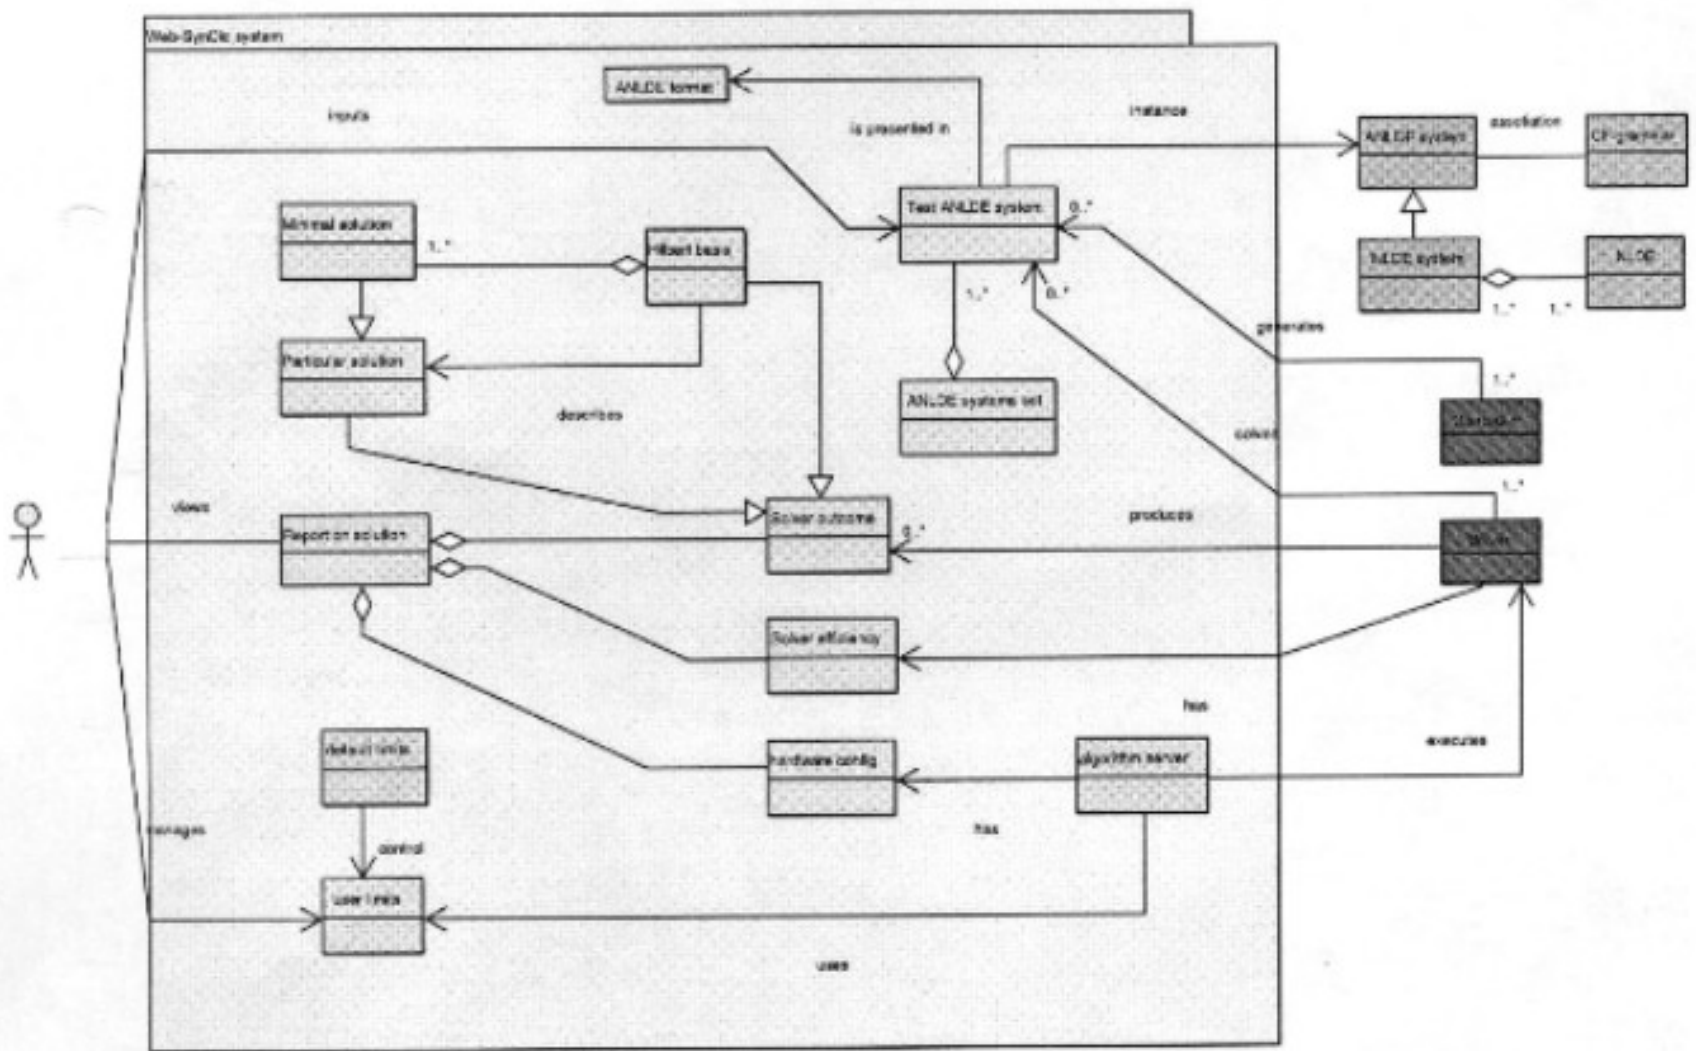 Web-SynDic system
ANLDE format
inputs
is presented in
instance
ANLDE system
association
CF-grammar
Minimal solution
1..*
Hilbert basis
Test ANLDE system
0..*
NLDE system
NLDE
1..*
1..*
1..*
0..*
generates
Particular solution
describes
ANLDE systems set
1..*
solves
1..*
views
Report on solution
Solver outcome
0..*
produces
Solver efficiency
has
executes
default limits
hardware config
algorithm server
manages
control
has
user limits
uses